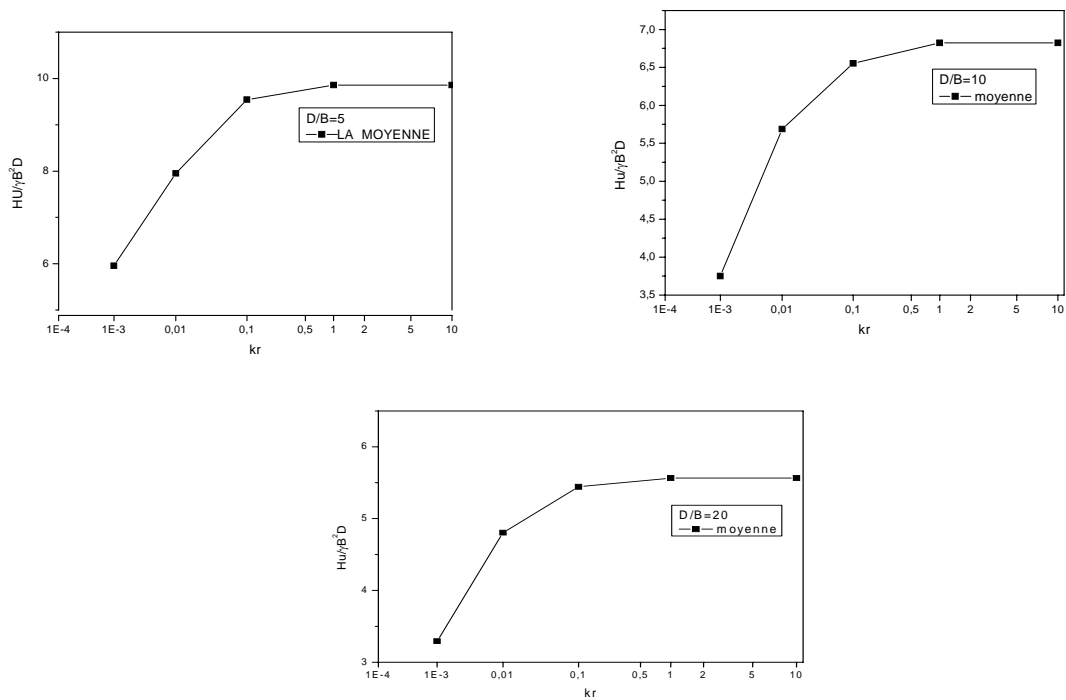 HU/γB²D
10
8
6
D/B=5
LA MOYENNE
1E-4 1E-3 0,01 0,1 0,5 1 2 5 10
kr
Hu/γB²D
7,0
6,5
6,0
5,5
5,0
4,5
4,0
3,5
D/B=10
moyenne
1E-4 1E-3 0,01 0,1 0,5 1 2 5 10
kr
Hu/γB²D
6
5
4
3
D/B=20
moyenne
1E-4 1E-3 0,01 0,1 0,5 1 2 5 10
kr